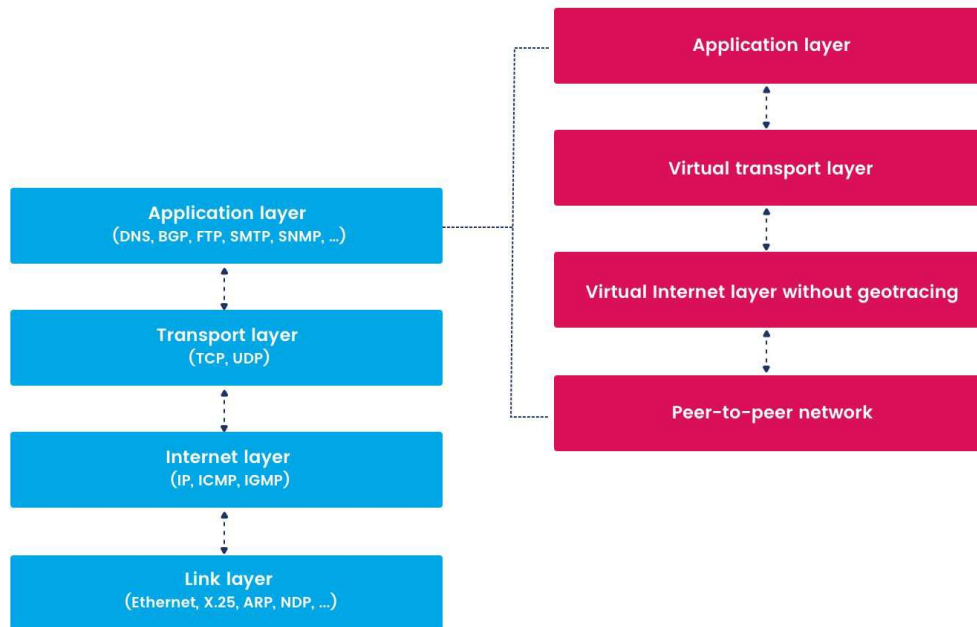 Application layer
(DNS, BGP, FTP, SMTP, SNMP, ...)
Transport layer
(TCP, UDP)
Internet layer
(IP, ICMP, IGMP)
Link layer
(Ethernet, X.25, ARP, NDP, ...)
Application layer
Virtual transport layer
Virtual Internet layer without geotracing
Peer-to-peer network